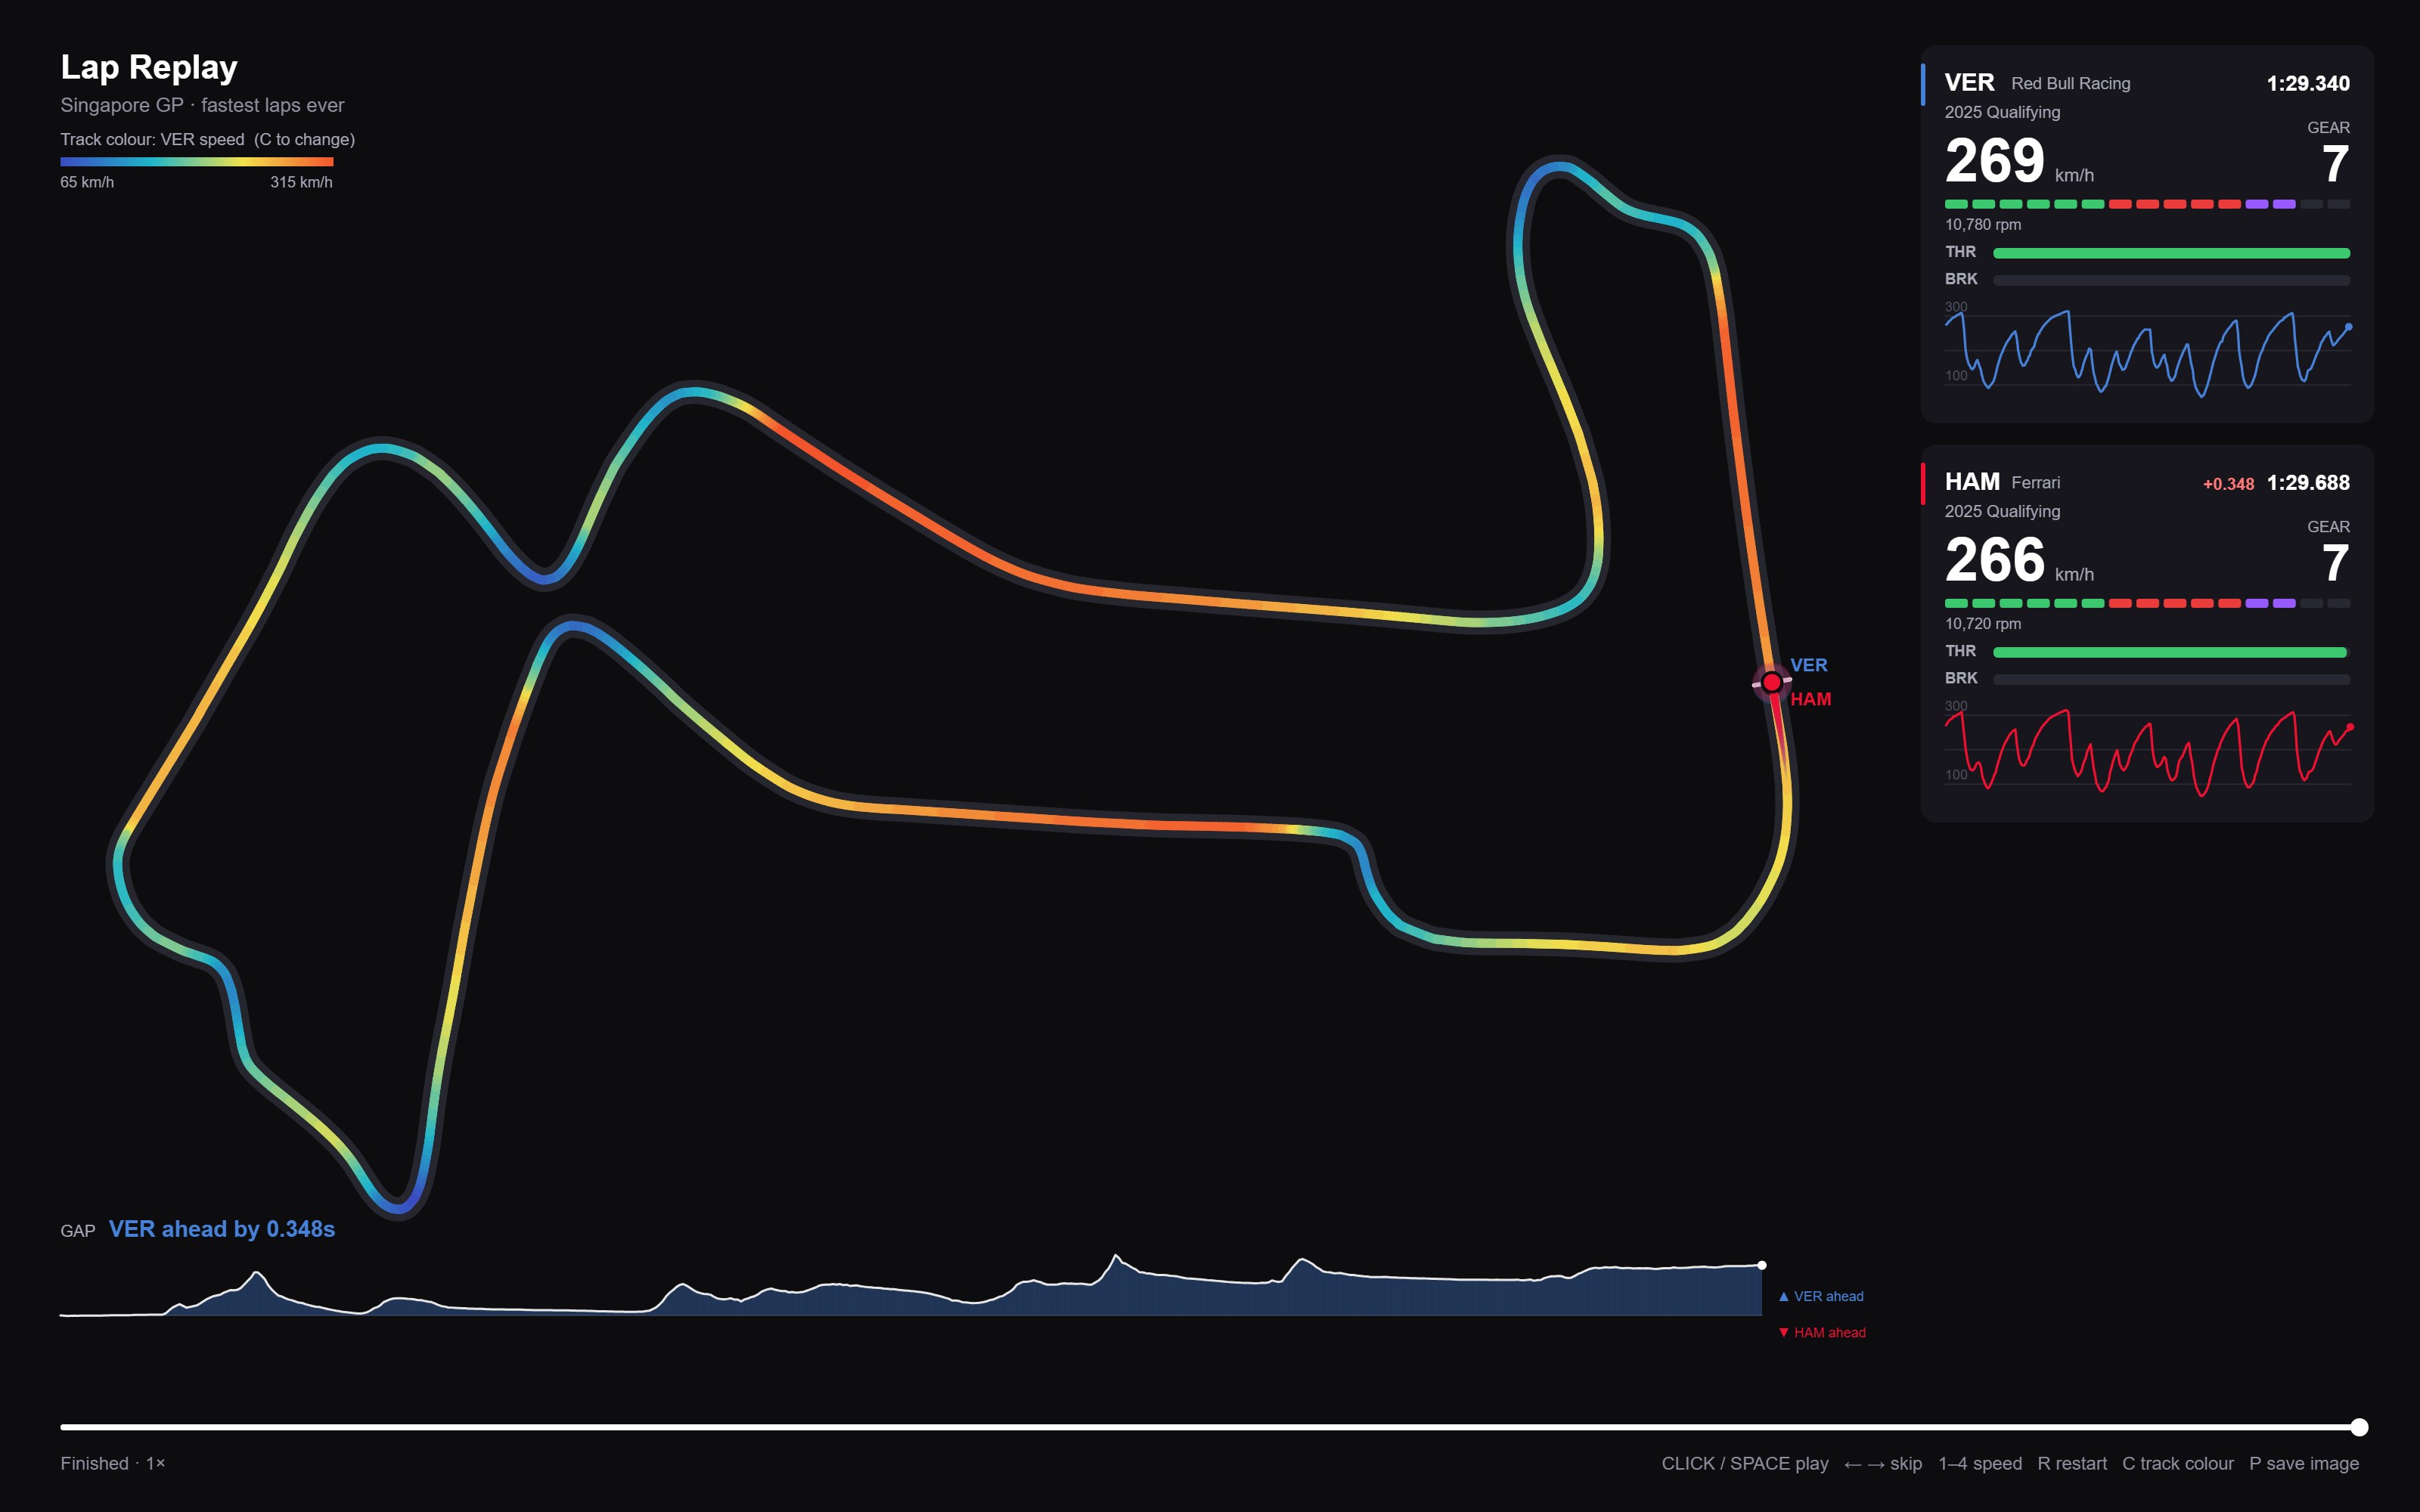 Lap Replay
Singapore GP · fastest laps ever
Track colour: VER speed (C to change)
65 km/h 315 km/h
VER Red Bull Racing 1:29.340
2025 Qualifying
GEAR
269 km/h 7
10,780 rpm
THR
BRK
300
100
HAM Ferrari +0.348 1:29.688
2025 Qualifying
GEAR
266 km/h 7
10,720 rpm
THR
BRK
300
100
VER
HAM
GAP VER ahead by 0.348s
▲ VER ahead
▼ HAM ahead
Finished · 1×
CLICK / SPACE play ←→ skip 1–4 speed R restart C track colour P save image